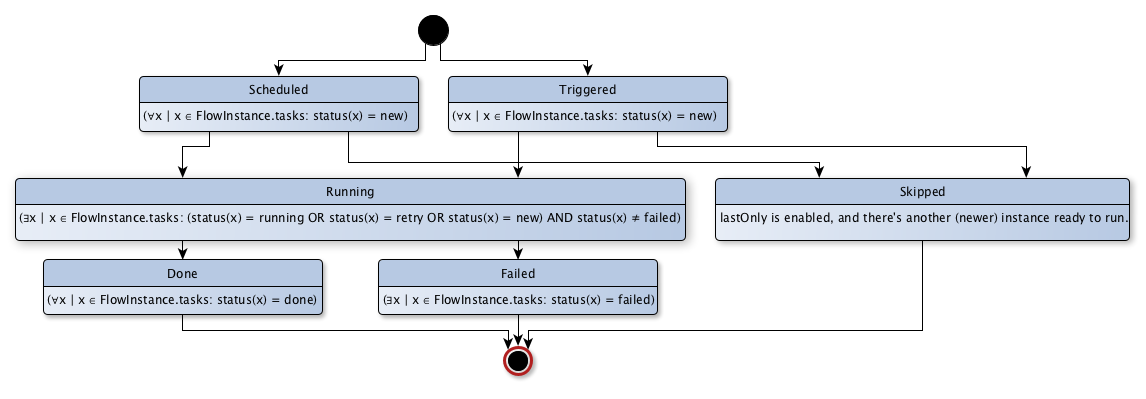 Scheduled
(∀x | x ∈ FlowInstance.tasks: status(x) = new)
Triggered
(∀x | x ∈ FlowInstance.tasks: status(x) = new)
Running
(∃x | x ∈ FlowInstance.tasks: (status(x) = running OR status(x) = retry OR status(x) = new) AND status(x) ≠ failed)
Skipped
lastOnly is enabled, and there's another (newer) instance ready to run.
Done
(∀x | x ∈ FlowInstance.tasks: status(x) = done)
Failed
(∃x | x ∈ FlowInstance.tasks: status(x) = failed)